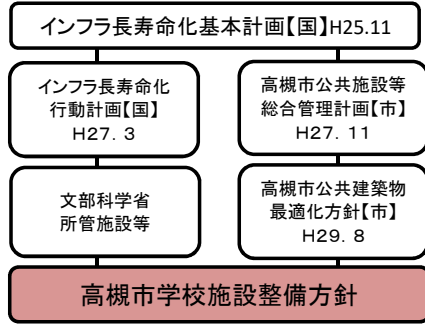 インフラ長寿命化基本計画【国】H25.11
インフラ長寿命化
行動計画【国】
H27．3
高槻市公共施設等
総合管理計画【市】
H27．11
文部科学省
所管施設等
高槻市公共建築物
最適化方針【市】
H29．8
高槻市学校施設整備方針